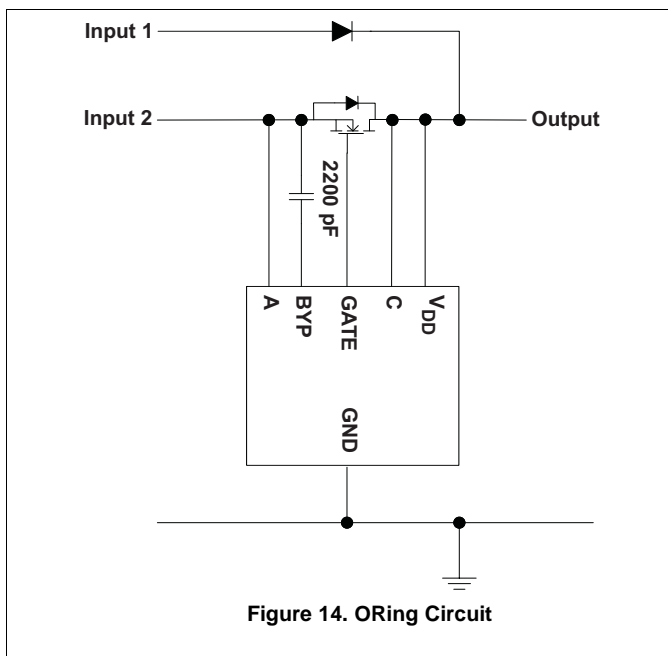 Input 1
Input 2
Output
2200 pF
A
BYP
GATE
C
VDD
GND
Figure 14. ORing Circuit